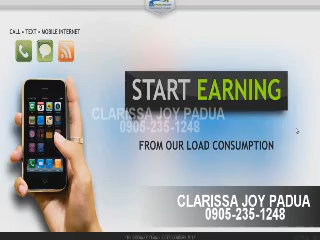 CALL • TEXT • MOBILE INTERNET
START EARNING
CLARISSA JOY PADUA
0905-235-1248
FROM OUR LOAD CONSUMPTION
CLARISSA JOY PADUA
0905-235-1248